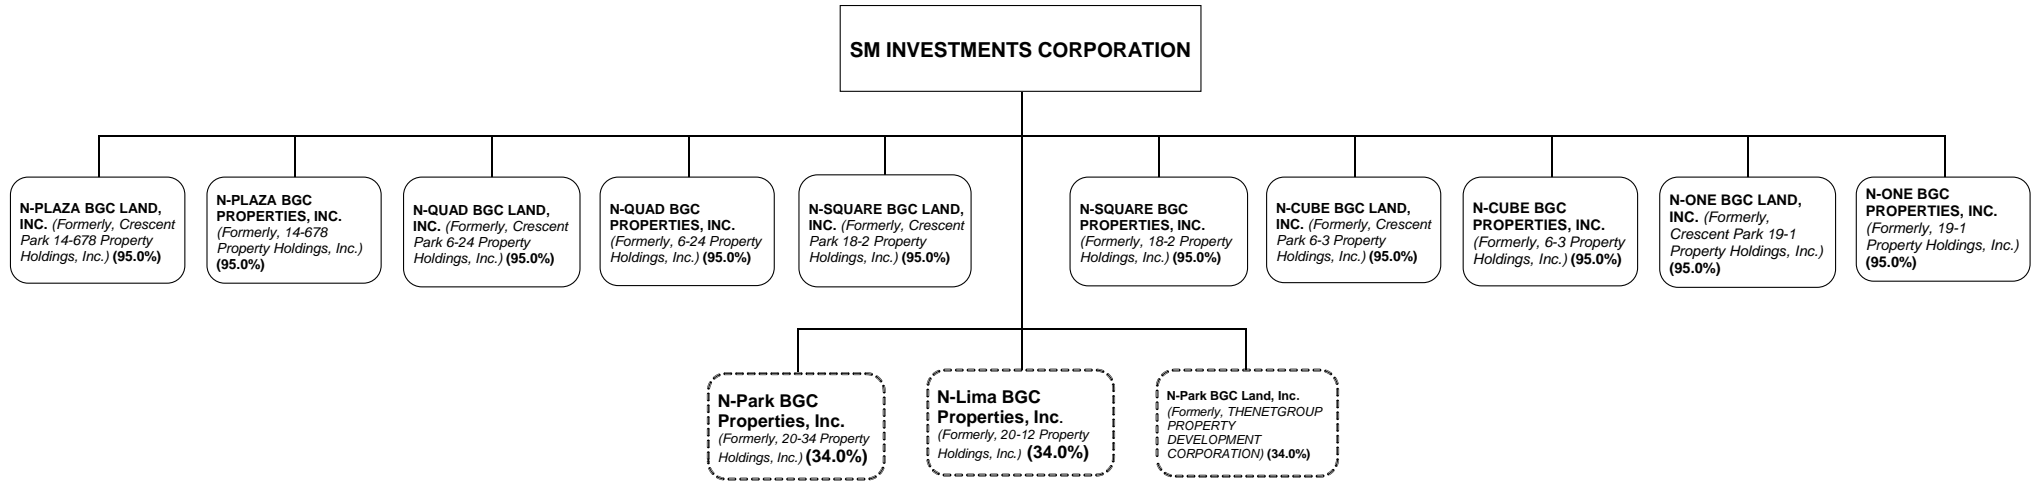 SM INVESTMENTS CORPORATION
N-PLAZA BGC LAND,
INC. (Formerly, Crescent
Park 14-678 Property
Holdings, Inc.) (95.0%)
N-PLAZA BGC
PROPERTIES, INC.
(Formerly, 14-678
Property Holdings, Inc.)
(95.0%)
N-QUAD BGC LAND,
INC. (Formerly, Crescent
Park 6-24 Property
Holdings, Inc.) (95.0%)
N-QUAD BGC
PROPERTIES, INC.
(Formerly, 6-24 Property
Holdings, Inc.) (95.0%)
N-SQUARE BGC LAND,
INC. (Formerly, Crescent
Park 18-2 Property
Holdings, Inc.) (95.0%)
N-SQUARE BGC
PROPERTIES, INC.
(Formerly, 18-2 Property
Holdings, Inc.) (95.0%)
N-CUBE BGC LAND,
INC. (Formerly, Crescent
Park 6-3 Property
Holdings, Inc.) (95.0%)
N-CUBE BGC
PROPERTIES, INC.
(Formerly, 6-3 Property
Holdings, Inc.) (95.0%)
N-ONE BGC LAND,
INC. (Formerly,
Crescent Park 19-1
Property Holdings, Inc.)
(95.0%)
N-ONE BGC
PROPERTIES, INC.
(Formerly, 19-1
Property Holdings, Inc.)
(95.0%)
N-Park BGC
Properties, Inc.
(Formerly, 20-34 Property
Holdings, Inc.) (34.0%)
N-Lima BGC
Properties, Inc.
(Formerly, 20-12 Property
Holdings, Inc.) (34.0%)
N-Park BGC Land, Inc.
(Formerly, THENETGROUP
PROPERTY
DEVELOPMENT
CORPORATION) (34.0%)